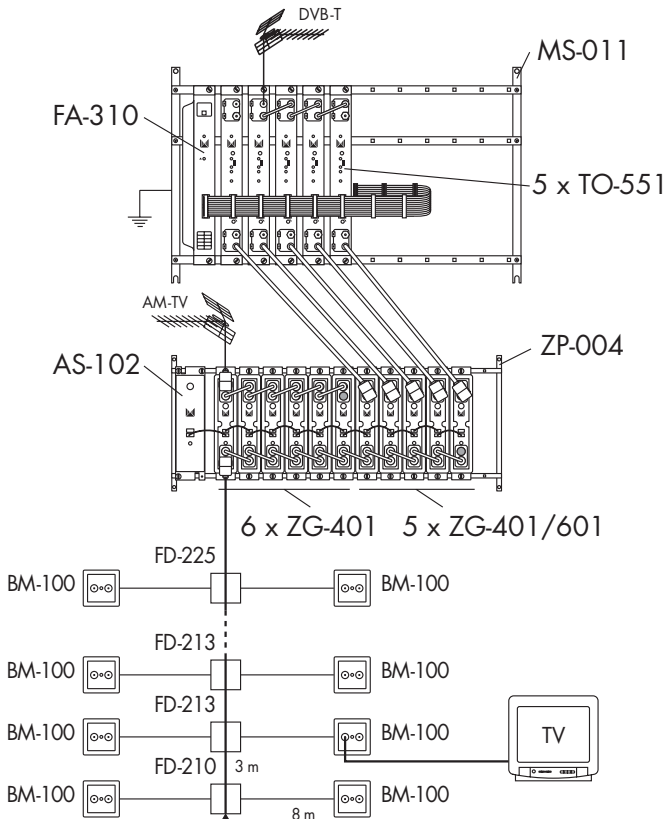 DVB-T
MS-011
FA-310
5 x TO-551
AM-TV
ZP-004
AS-102
6 x ZG-401 5 x ZG-401/601
FD-225
BM-100 BM-100
FD-213
BM-100 BM-100
FD-213
BM-100 BM-100
TV
FD-210 3 m
BM-100 BM-100
8 m